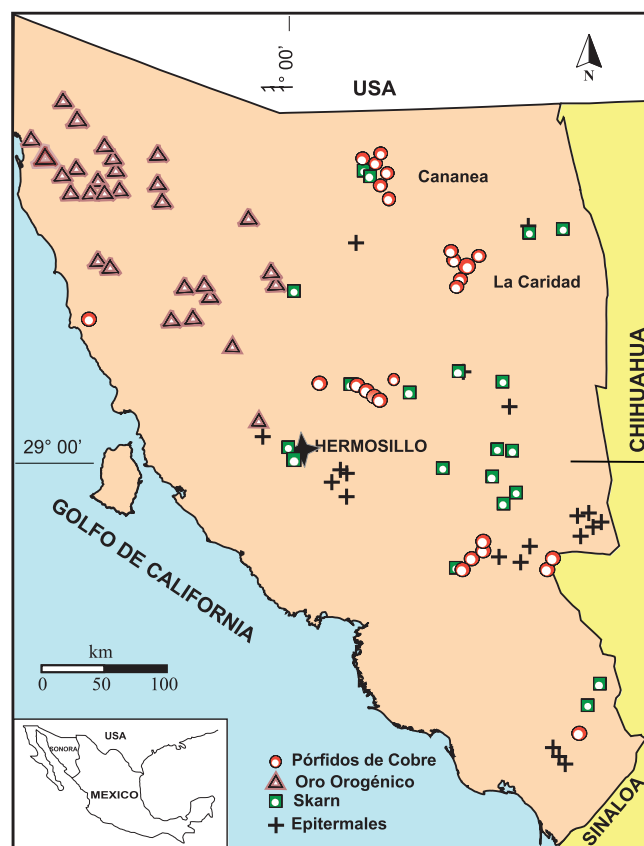 1° 00'
USA
N
Cananea
La Caridad
CHIHUAHUA
HERMOSILLO
29° 00'
GOLFO DE CALIFORNIA
km
0 50 100
USA
SONORA
MEXICO
Pórfidos de Cobre
Oro Orogénico
Skarn
Epitermales
SINALOA